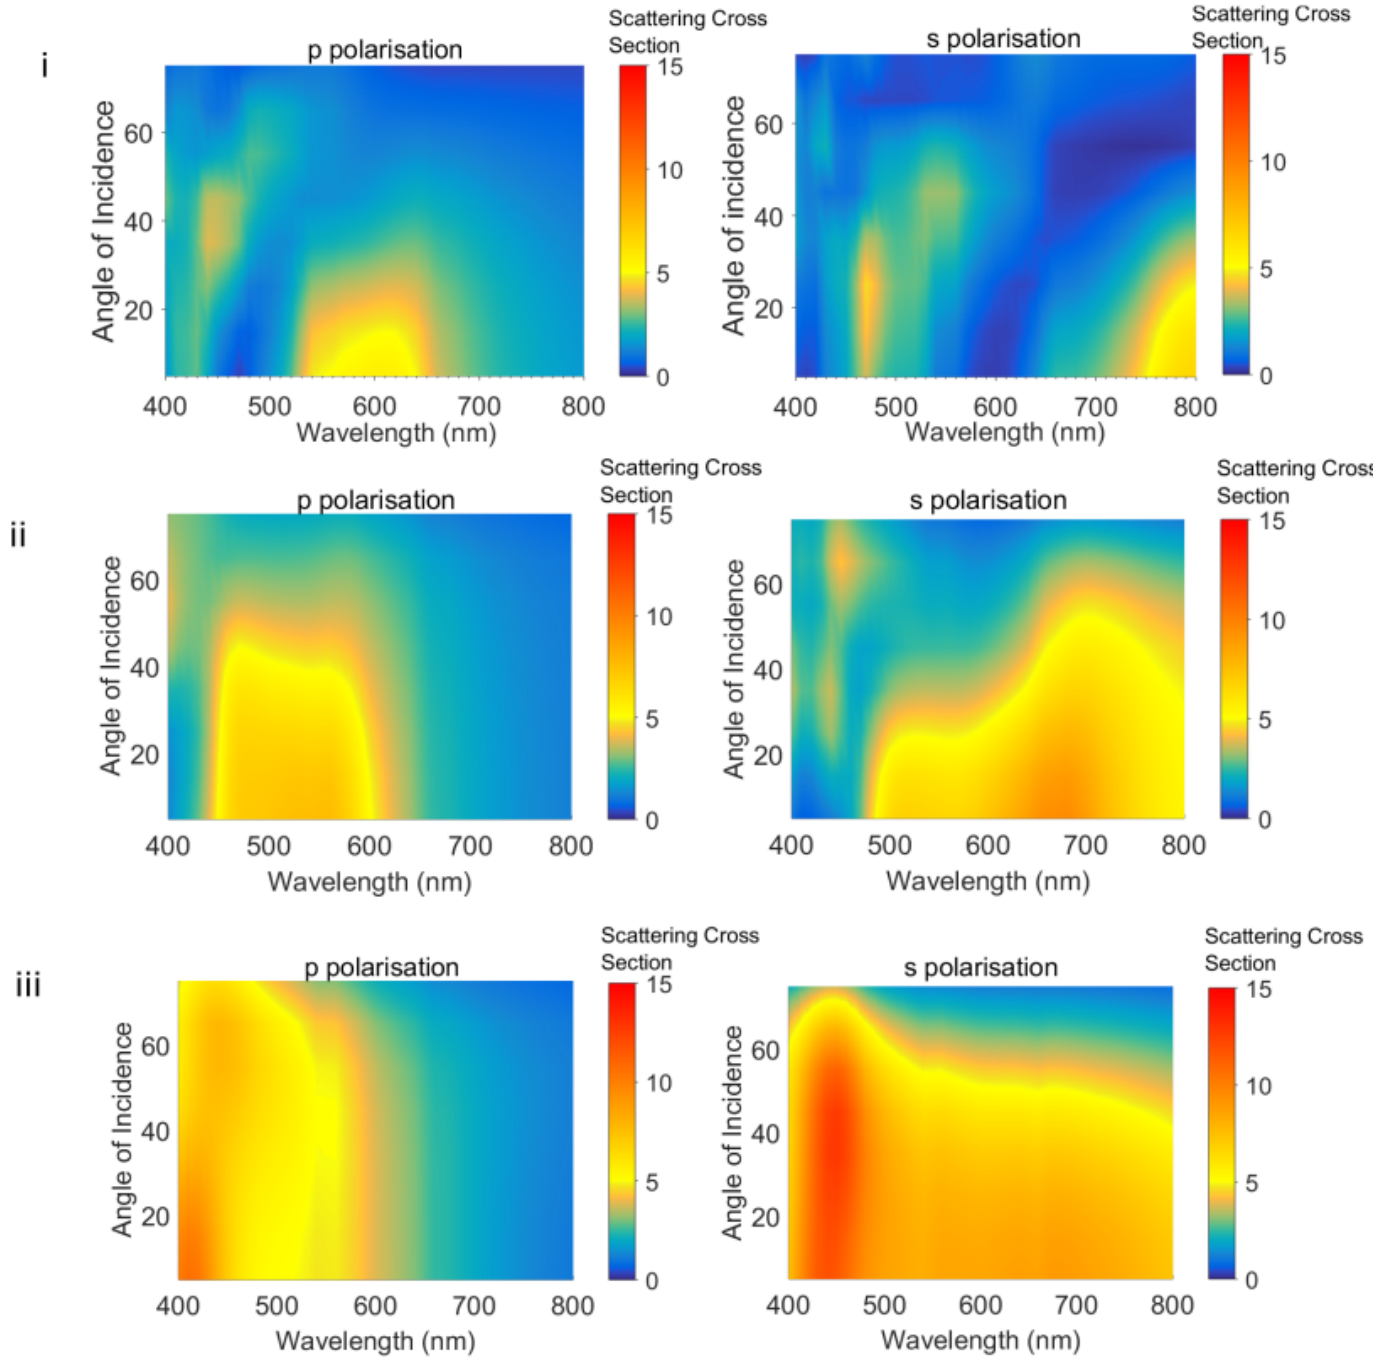 i
p polarisation
Scattering Cross
Section
15
10
5
0
Angle of Incidence
60
40
20
400 500 600 700 800
Wavelength (nm)
s polarisation
Scattering Cross
Section
15
10
5
0
Angle of incidence
60
40
20
400 500 600 700 800
Wavelength (nm)
ii
p polarisation
Scattering Cross
Section
15
10
5
0
Angle of Incidence
60
40
20
400 500 600 700 800
Wavelength (nm)
s polarisation
Scattering Cross
Section
15
10
5
0
Angle of Incidence
60
40
20
400 500 600 700 800
Wavelength (nm)
iii
p polarisation
Scattering Cross
Section
15
10
5
0
Angle of Incidence
60
40
20
400 500 600 700 800
Wavelength (nm)
s polarisation
Scattering Cross
Section
15
10
5
0
Angle of Incidence
60
40
20
400 500 600 700 800
Wavelength (nm)